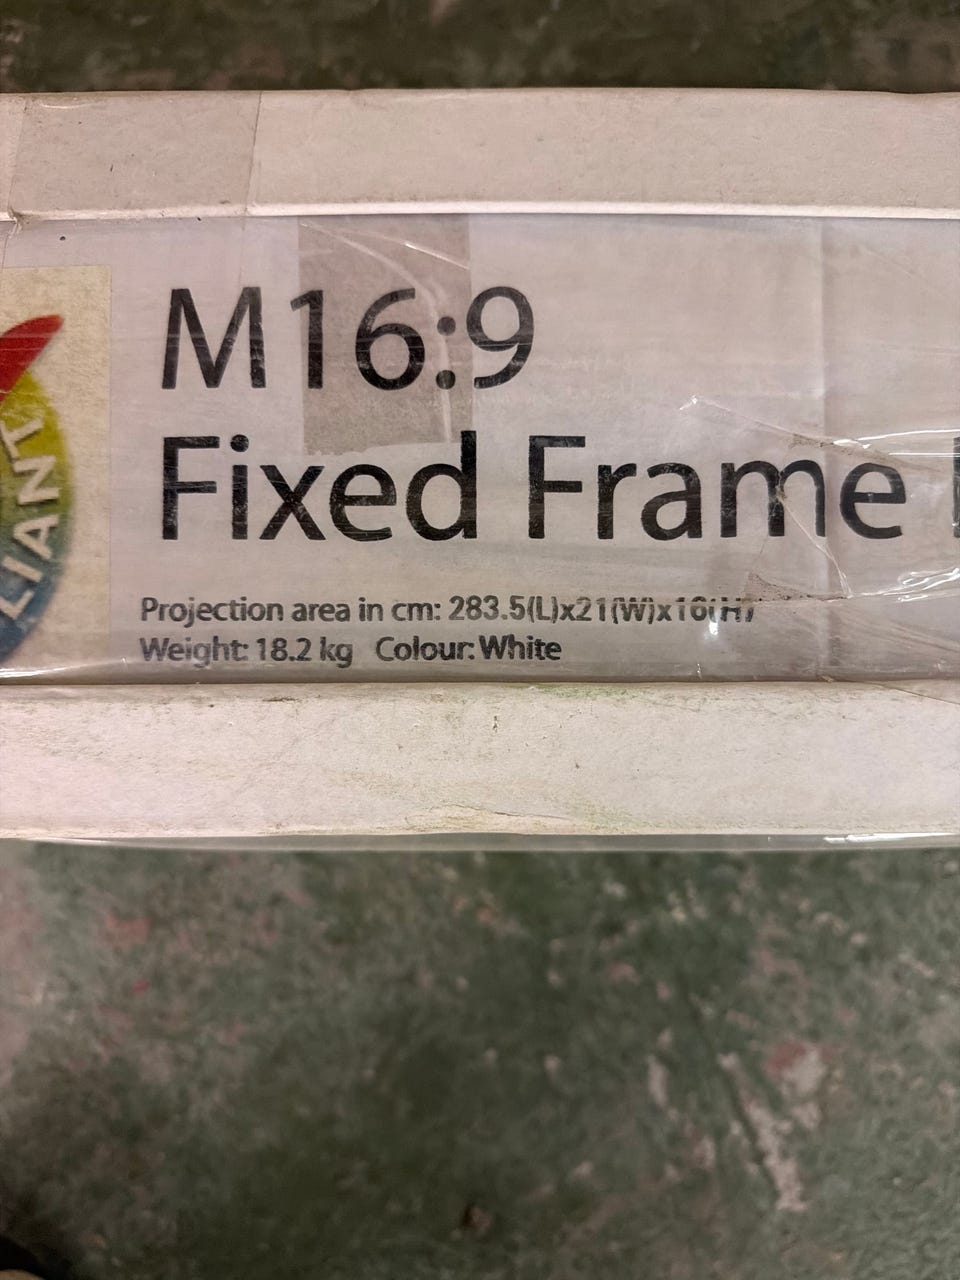 M16:9
Fixed Frame
Projection area in cm: 283.5(L)x21(W)x16(H)
Weight: 18.2 kg Colour: White
LIANT